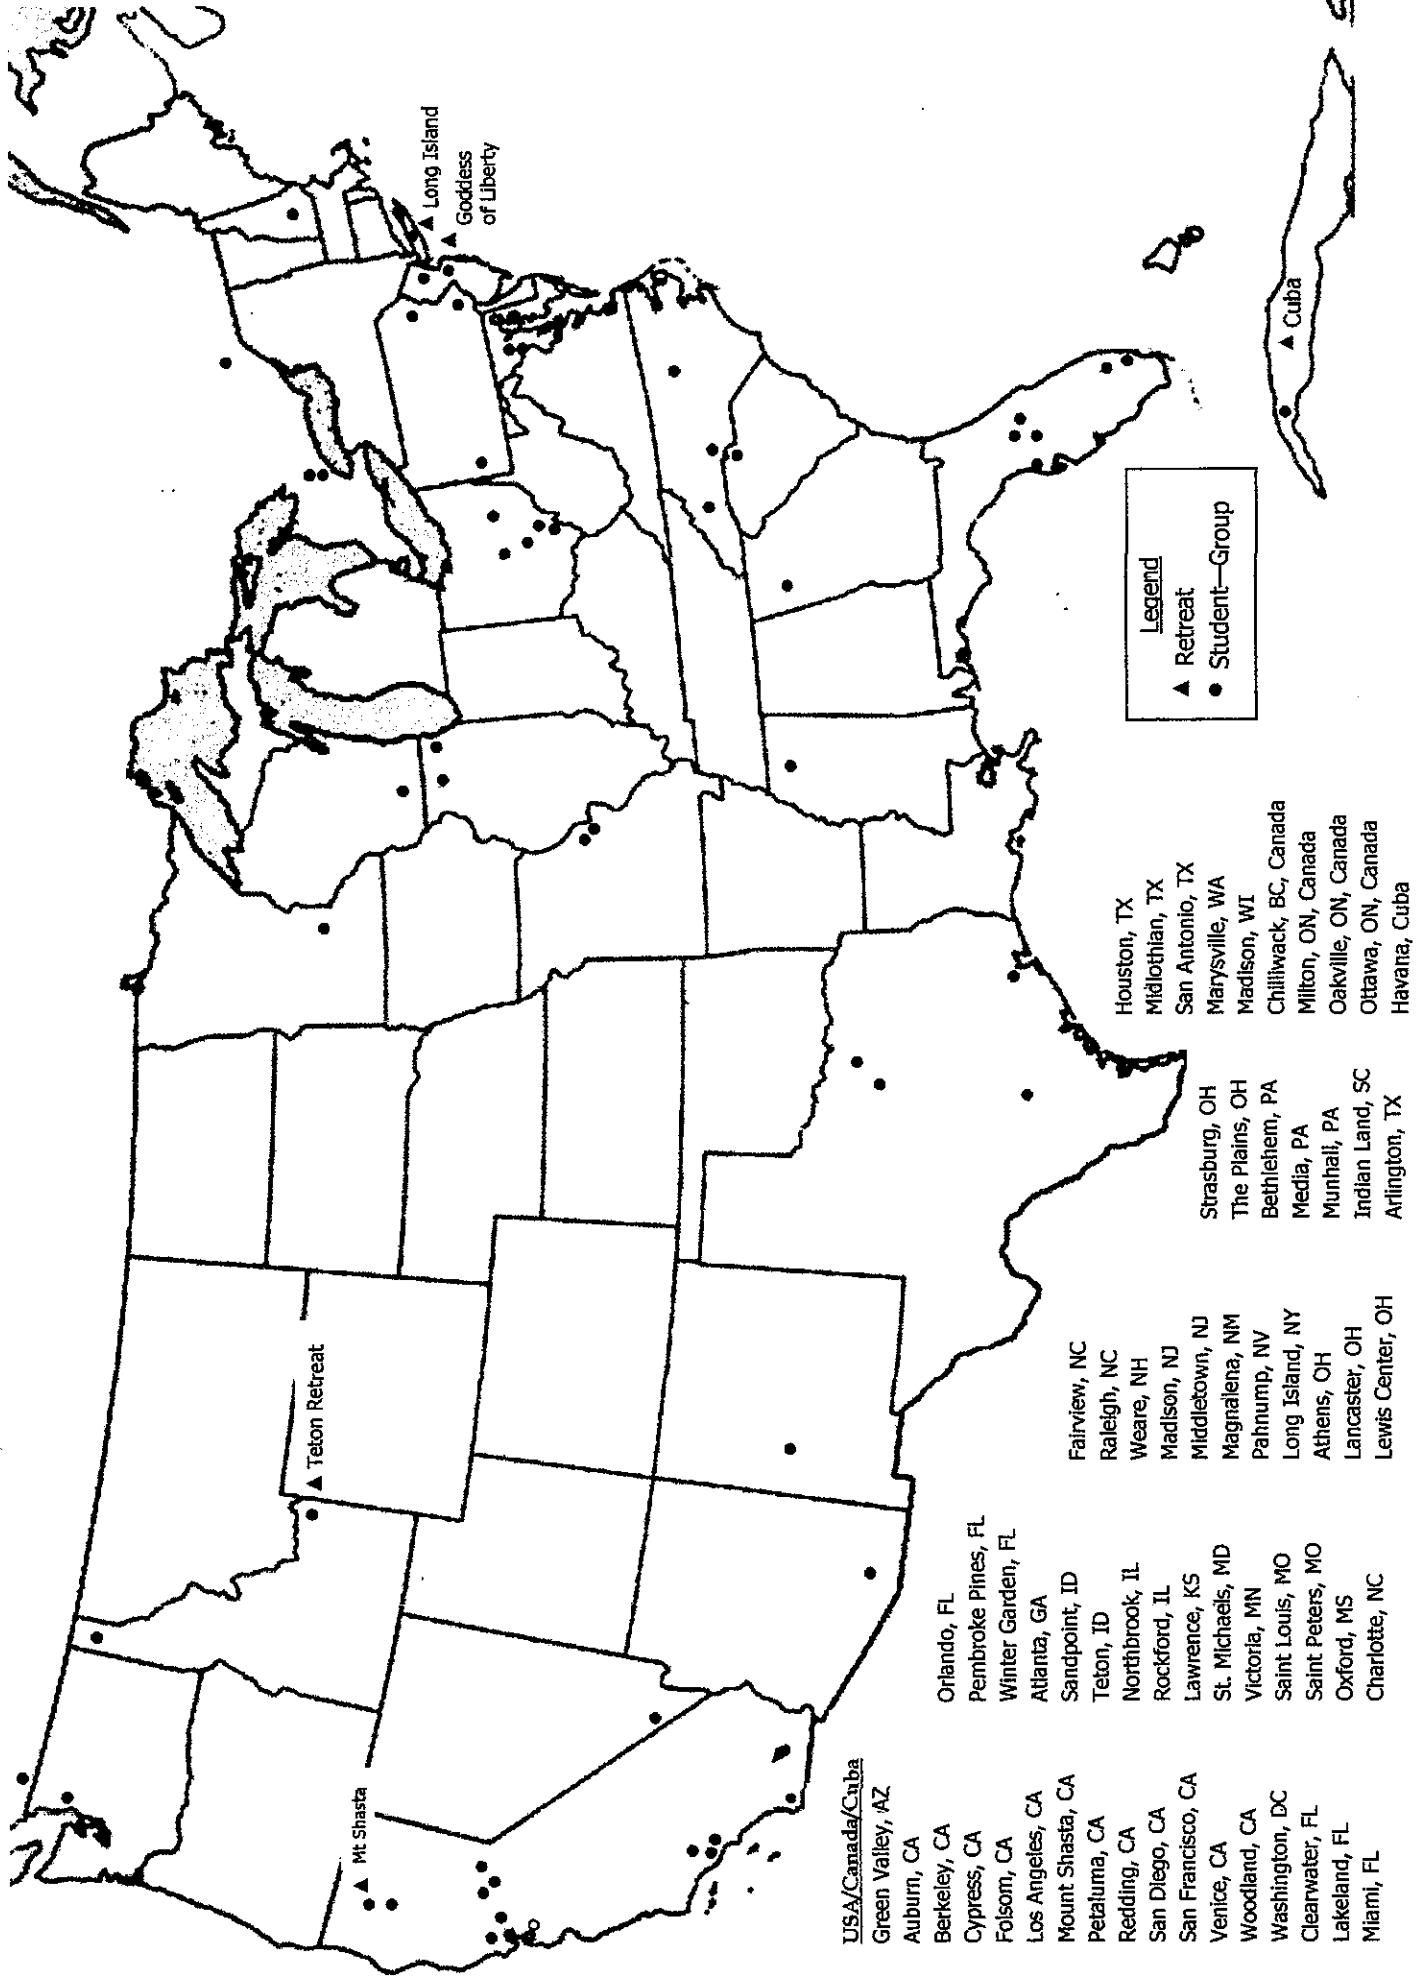 Long Island
Goddess
of Liberty
Teton Retreat
Mt Shasta
Cuba
Legend
Retreat
Student—Group
USA/Canada/Cuba
Green Valley, AZ
Auburn, CA
Berkeley, CA
Cypress, CA
Folsom, CA
Los Angeles, CA
Mount Shasta, CA
Petaluma, CA
Redding, CA
San Diego, CA
San Francisco, CA
Venice, CA
Woodland, CA
Washington, DC
Clearwater, FL
Lakeland, FL
Miami, FL
Orlando, FL
Pembroke Pines, FL
Winter Garden, FL
Atlanta, GA
Sandpoint, ID
Teton, ID
Northbrook, IL
Rockford, IL
Lawrence, KS
St. Michaels, MD
Victoria, MN
Saint Louis, MO
Saint Peters, MO
Oxford, MS
Charlotte, NC
Fairview, NC
Raleigh, NC
Weare, NH
Madison, NJ
Middletown, NJ
Magnalena, NM
Pahnump, NV
Long Island, NY
Athens, OH
Lancaster, OH
Lewis Center, OH
Strasburg, OH
The Plains, OH
Bethlehem, PA
Media, PA
Munhall, PA
Indian Land, SC
Arlington, TX
Houston, TX
Midlothian, TX
San Antonio, TX
Marysville, WA
Madison, WI
Chilliwack, BC, Canada
Milton, ON, Canada
Oakville, ON, Canada
Ottawa, ON, Canada
Havana, Cuba